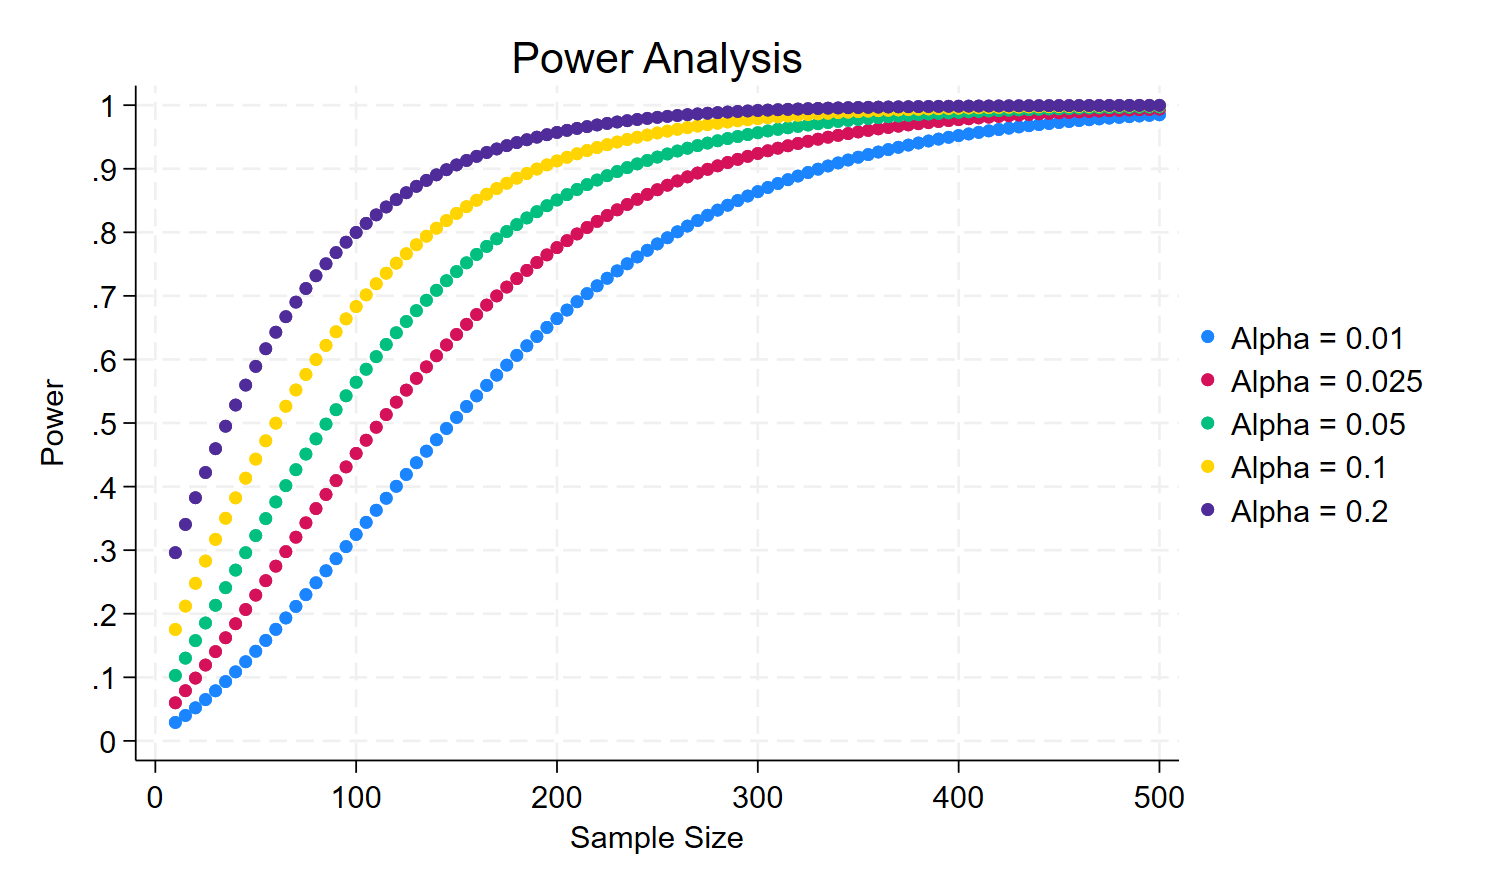 Power Analysis
1
.9
.8
.7
.6
.5
.4
.3
.2
.1
0
Power
0 100 200 300 400 500
Sample Size
Alpha = 0.01
Alpha = 0.025
Alpha = 0.05
Alpha = 0.1
Alpha = 0.2